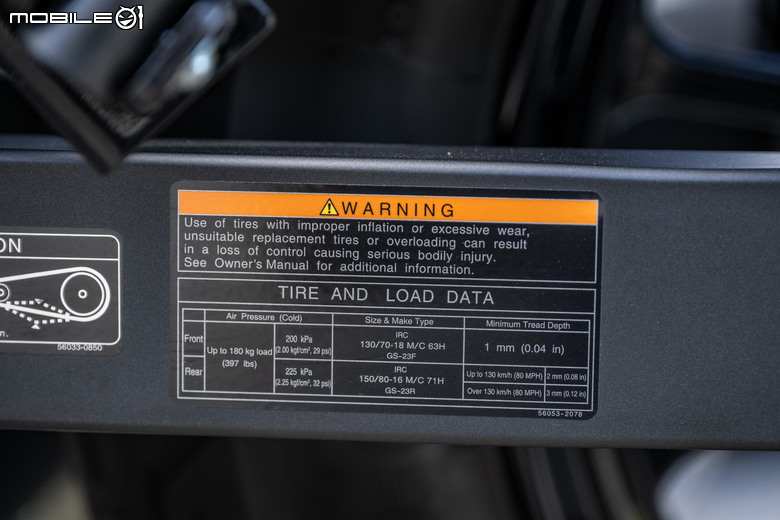 MOBILE01
WARNING
Use of tires with improper inflation or excessive wear,
unsuitable replacement tires or overloading can result
in a loss of control causing serious bodily injury.
See Owner's Manual for additional information.
TIRE AND LOAD DATA
Air Pressure (Cold) Size & Make Type Minimum Tread Depth
Front Up to 180 kg load (397 lbs) 200 kPa (2.00 kgf/cm², 29 psi) IRC 130/70-18 M/C 63H GS-23F 1 mm (0.04 in)
Rear 225 kPa (2.25 kgf/cm², 32 psi) IRC 150/80-16 M/C 71H GS-23R Up to 130 km/h (80 MPH) 2 mm (0.08 in)
Over 130 km/h (80 MPH) 3 mm (0.12 in)
56053-2078
ON
n.
56033-0850